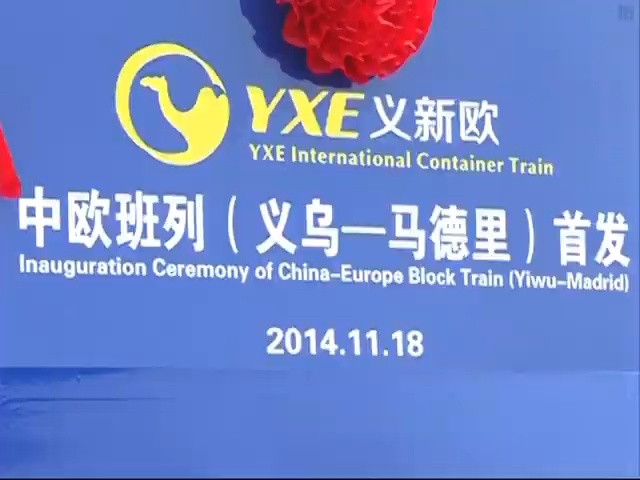 YXE 义新欧
YXE International Container Train
中欧班列（义乌—马德里）首发
Inauguration Ceremony of China-Europe Block Train (Yiwu-Madrid)
2014.11.18